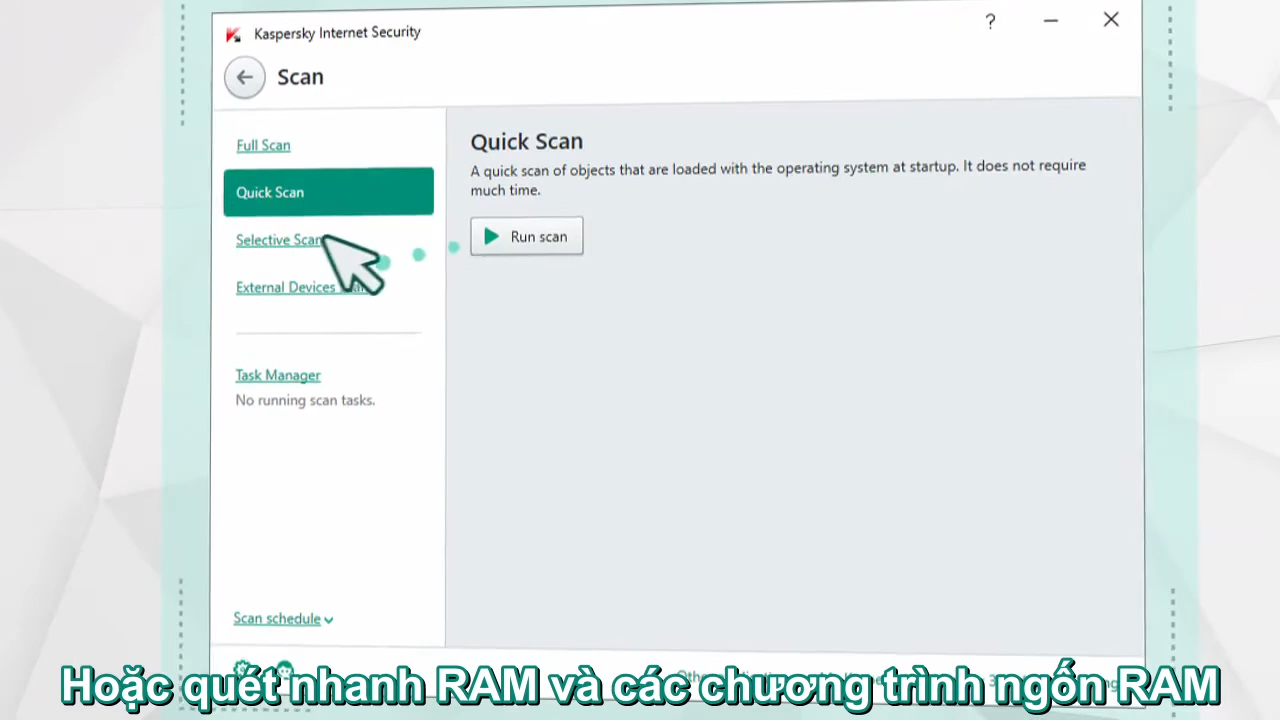 Kaspersky Internet Security
?
Scan
Full Scan
Quick Scan
Selective Scan
External Devices
Task Manager
No running scan tasks.
Scan schedule
Quick Scan
A quick scan of objects that are loaded with the operating system at startup. It does not require
much time.
Run scan
Hoặc quét nhanh RAM và các chương trình ngốn RAM